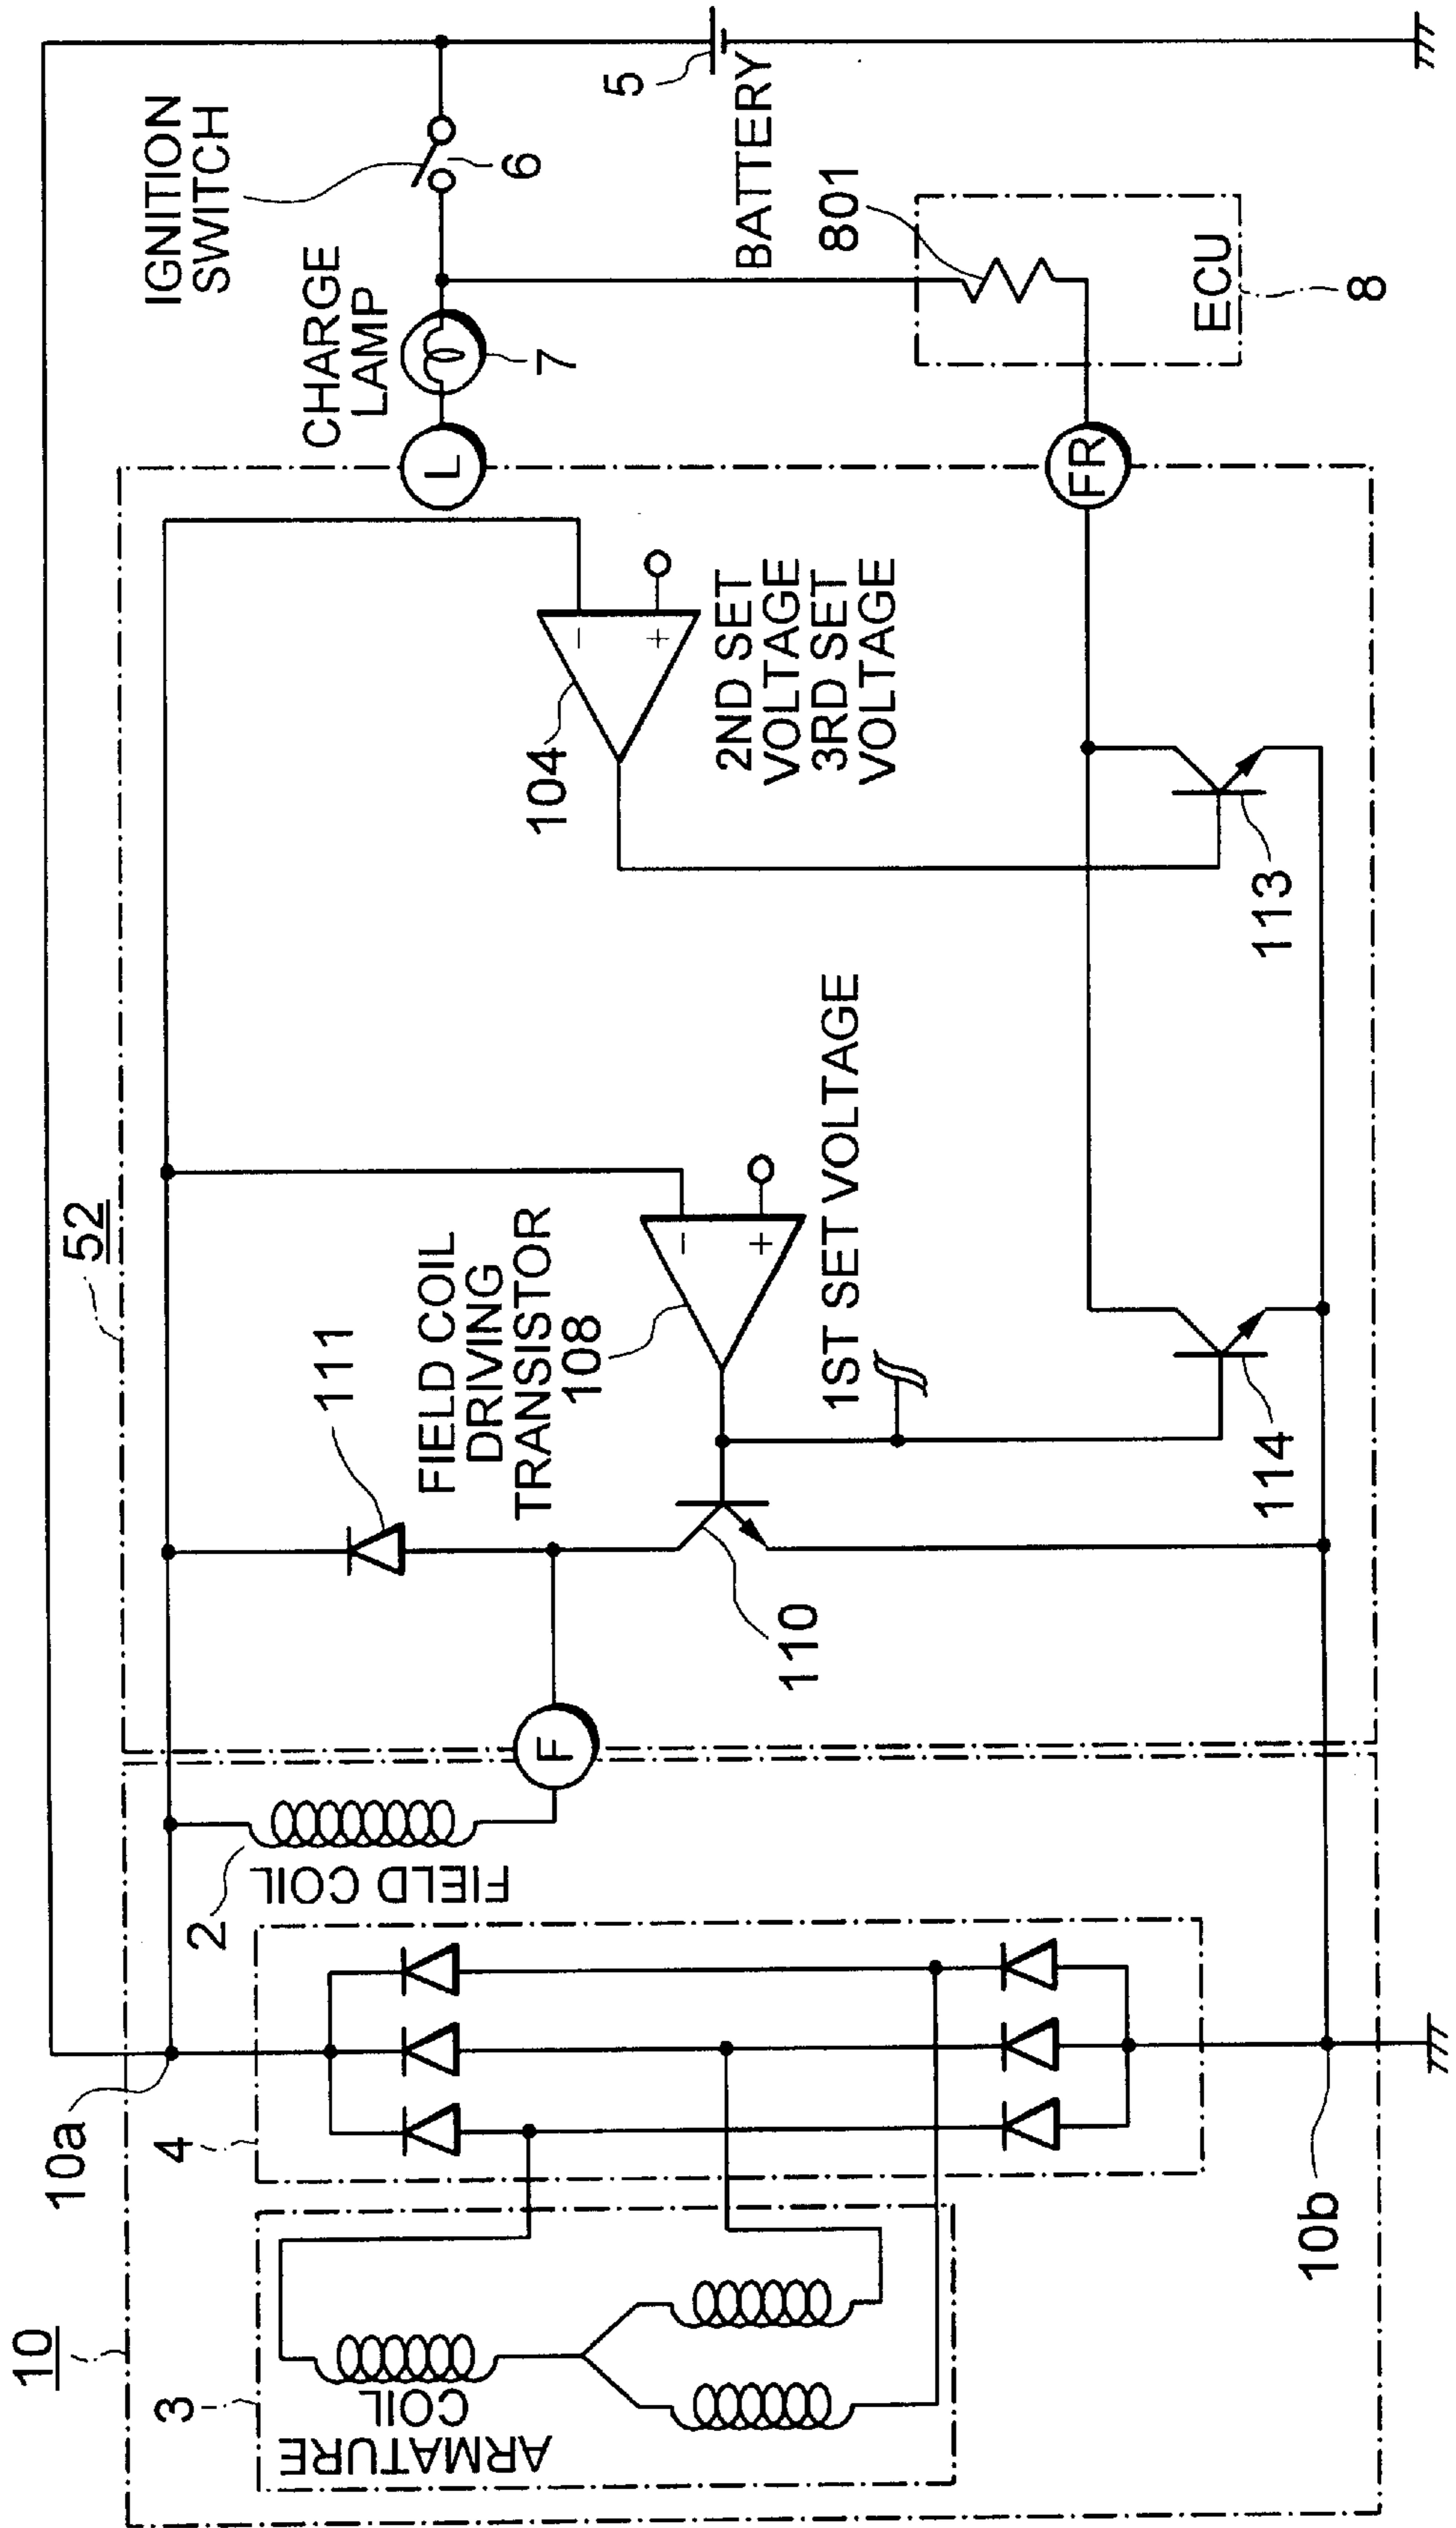 10
3
ARMATURE
COIL
10a
4
2
FIELD COIL
10b
52
F
111
FIELD COIL
DRIVING
TRANSISTOR
108
-
+
110
1ST SET VOLTAGE
114
104
-
+
2ND SET
VOLTAGE
3RD SET
VOLTAGE
113
L
FR
CHARGE
LAMP
7
IGNITION
SWITCH
6
5
BATTERY
801
ECU
8